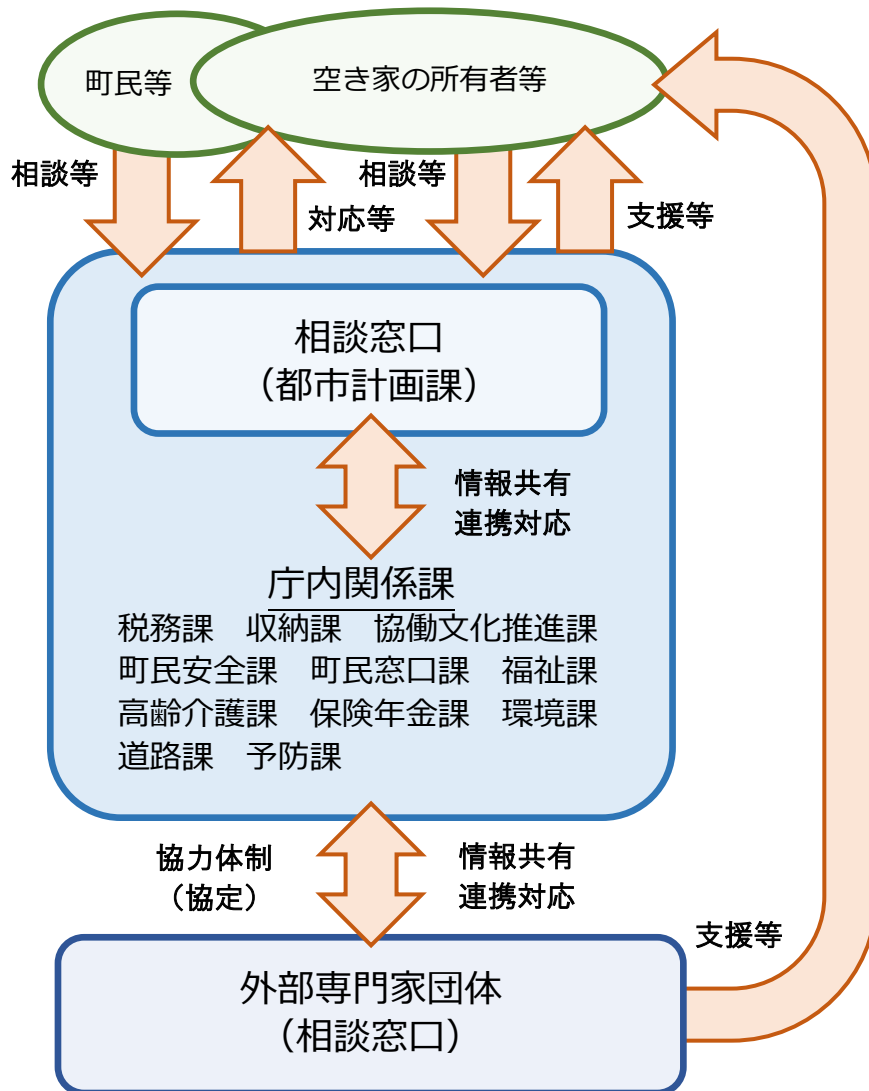 町民等
空き家の所有者等
相談等
対応等
相談等
支援等
相談窓口
（都市計画課）
情報共有
連携対応
庁内関係課
税務課　収納課　協働文化推進課
町民安全課　町民窓口課　福祉課
高齢介護課　保険年金課　環境課
道路課　予防課
協力体制
（協定）
情報共有
連携対応
支援等
外部専門家団体
（相談窓口）